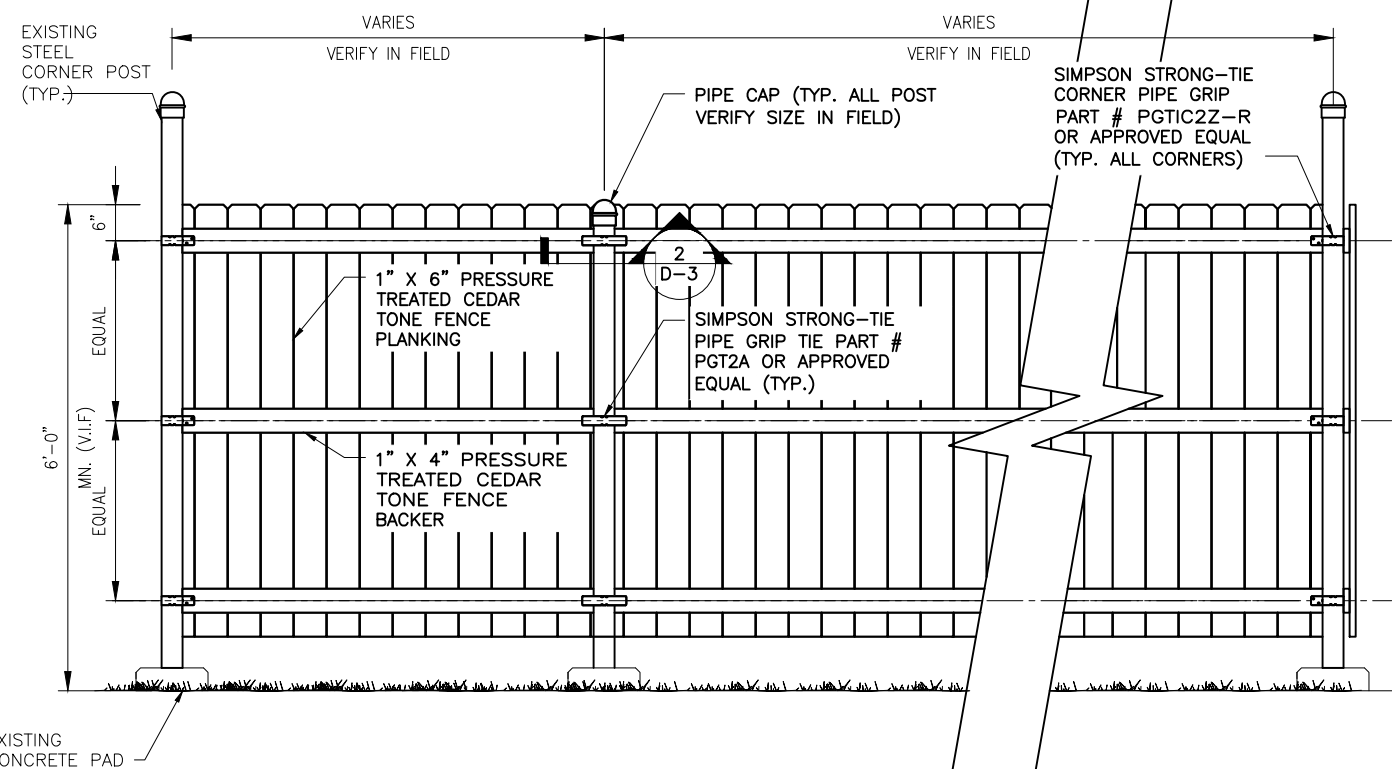 EXISTING
STEEL
CORNER POST
(TYP.)
VARIES
VERIFY IN FIELD
VARIES
VERIFY IN FIELD
PIPE CAP (TYP. ALL POST
VERIFY SIZE IN FIELD)
SIMPSON STRONG-TIE
CORNER PIPE GRIP
PART # PGTIC2Z-R
OR APPROVED EQUAL
(TYP. ALL CORNERS)
6"
EQUAL
6'-0"
MN. (V.I.F)
EQUAL
1" X 6" PRESSURE
TREATED CEDAR
TONE FENCE
PLANKING
2
D-3
SIMPSON STRONG-TIE
PIPE GRIP TIE PART #
PGT2A OR APPROVED
EQUAL (TYP.)
1" X 4" PRESSURE
TREATED CEDAR
TONE FENCE
BACKER
XISTING
ONCRETE PAD